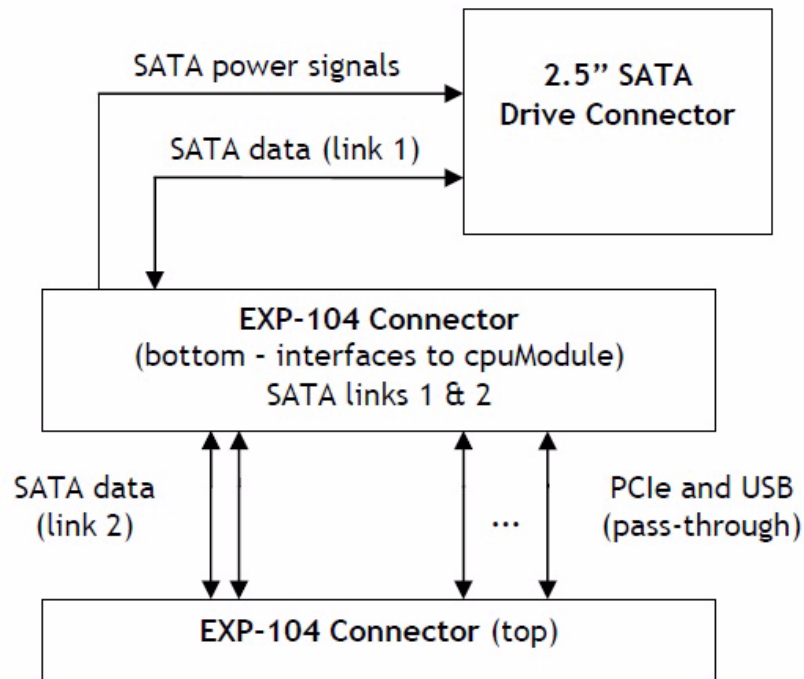 SATA power signals
2.5” SATA
Drive Connector
SATA data (link 1)
EXP-104 Connector
(bottom – interfaces to cpuModule)
SATA links 1 & 2
SATA data
(link 2)
...
PCIe and USB
(pass-through)
EXP-104 Connector (top)